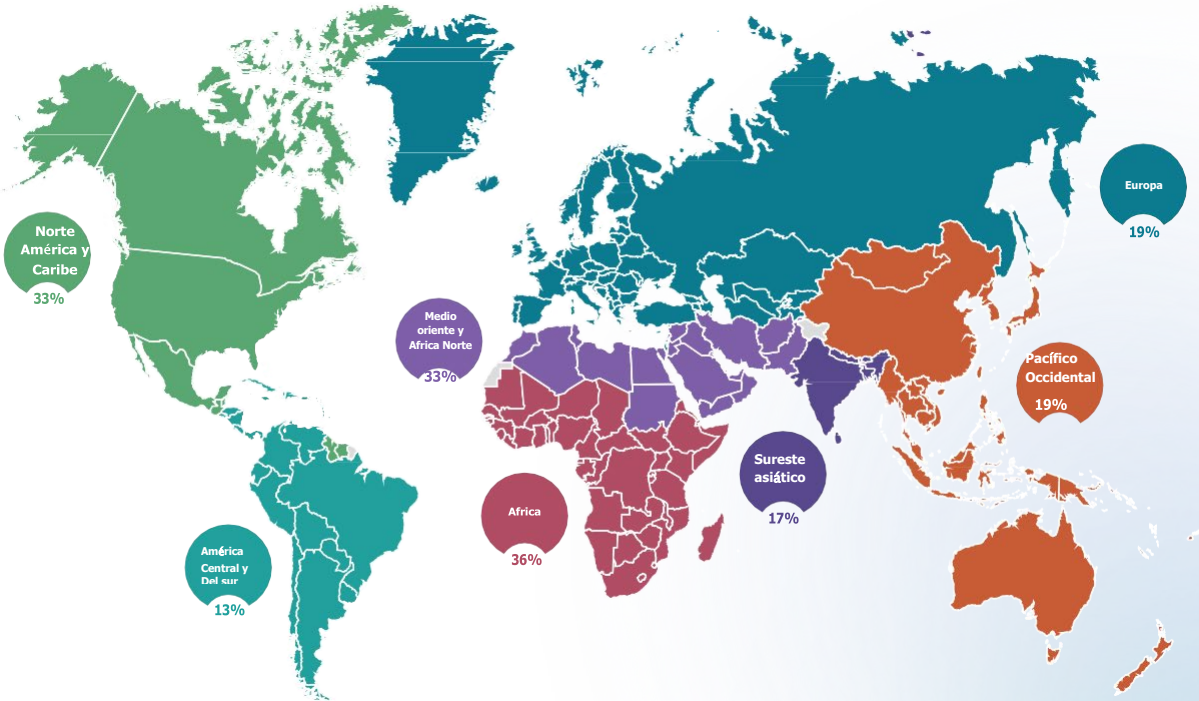 Norte
América y
Caribe
33%
Europa
19%
Medio
oriente y
Africa Norte
33%
Pacífico
Occidental
19%
Sureste
asiático
17%
Africa
36%
América
Central y
Del sur
13%